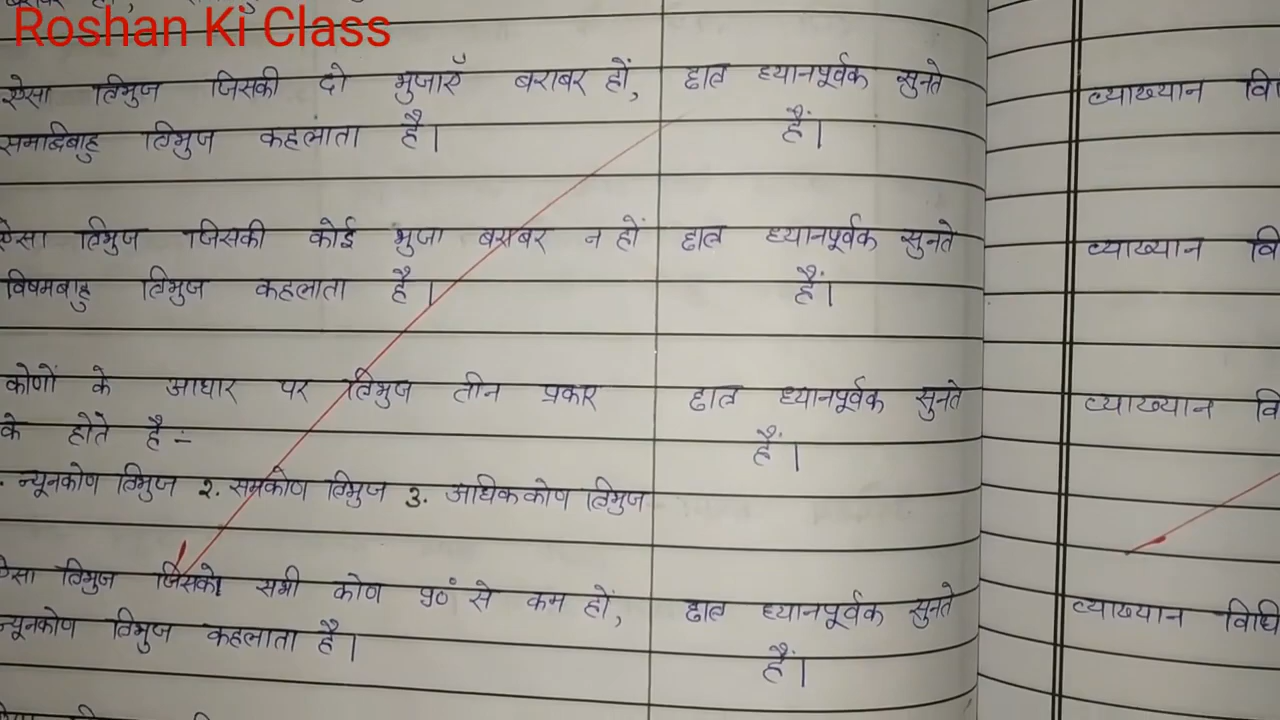 Roshan Ki Class
ऐसा त्रिभुज जिसकी दो भुजाएँ बराबर हों,
समद्विबाहु त्रिभुज कहलाता है।
छात्र ध्यानपूर्वक सुनते
हैं।
व्याख्यान
ऐसा त्रिभुज जिसकी कोई भुजा बराबर न हों
विषमबाहु त्रिभुज कहलाता है।
छात्र ध्यानपूर्वक सुनते
हैं।
व्याख्यान
कोणों के आधार पर त्रिभुज तीन प्रकार
के होते है :-
न्यूनकोण त्रिभुज २. समकोण त्रिभुज ३. अधिककोण त्रिभुज
छात्र ध्यानपूर्वक सुनते
हैं।
व्याख्यान
ऐसा त्रिभुज जिसके सभी कोण 90° से कम हों,
न्यूनकोण त्रिभुज कहलाता है।
छात्र ध्यानपूर्वक सुनते
हैं।
व्याख्यान विधि